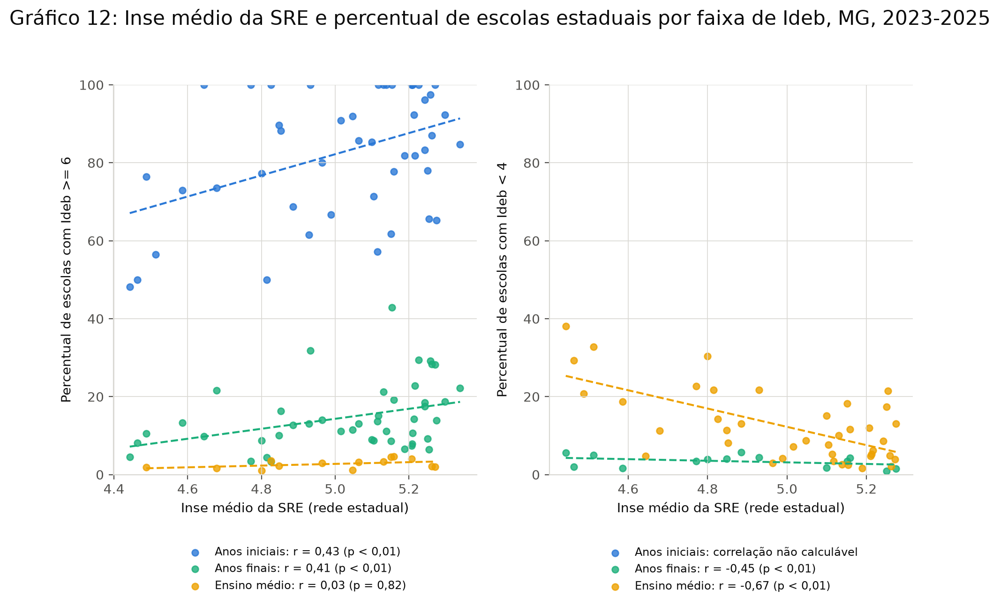 Gráfico 12: Inse médio da SRE e percentual de escolas estaduais por faixa de Ideb, MG, 2023-2025
Percentual de escolas com Ideb >= 6
100
80
60
40
20
0
4.4
4.6
4.8
5.0
5.2
Inse médio da SRE (rede estadual)
Anos iniciais: r = 0,43 (p < 0,01)
Anos finais: r = 0,41 (p < 0,01)
Ensino médio: r = 0,03 (p = 0,82)
Percentual de escolas com Ideb < 4
100
80
60
40
20
0
4.6
4.8
5.0
5.2
Inse médio da SRE (rede estadual)
Anos iniciais: correlação não calculável
Anos finais: r = -0,45 (p < 0,01)
Ensino médio: r = -0,67 (p < 0,01)